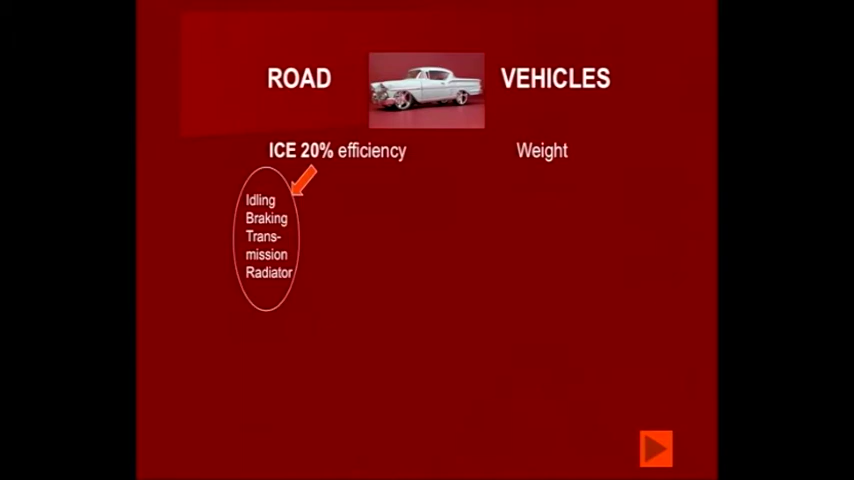 ROAD VEHICLES
ICE 20% efficiency Weight
Idling
Braking
Trans-
mission
Radiator